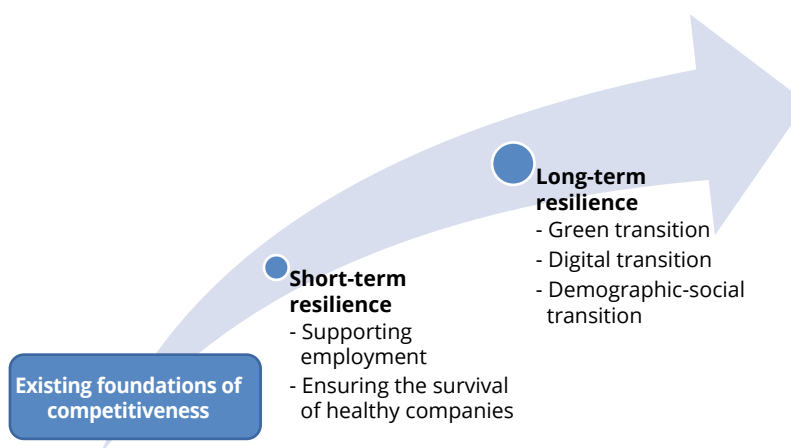 Long-term
resilience
- Green transition
- Digital transition
- Demographic-social
transition
Short-term
resilience
- Supporting
employment
- Ensuring the survival
of healthy companies
Existing foundations of
competitiveness